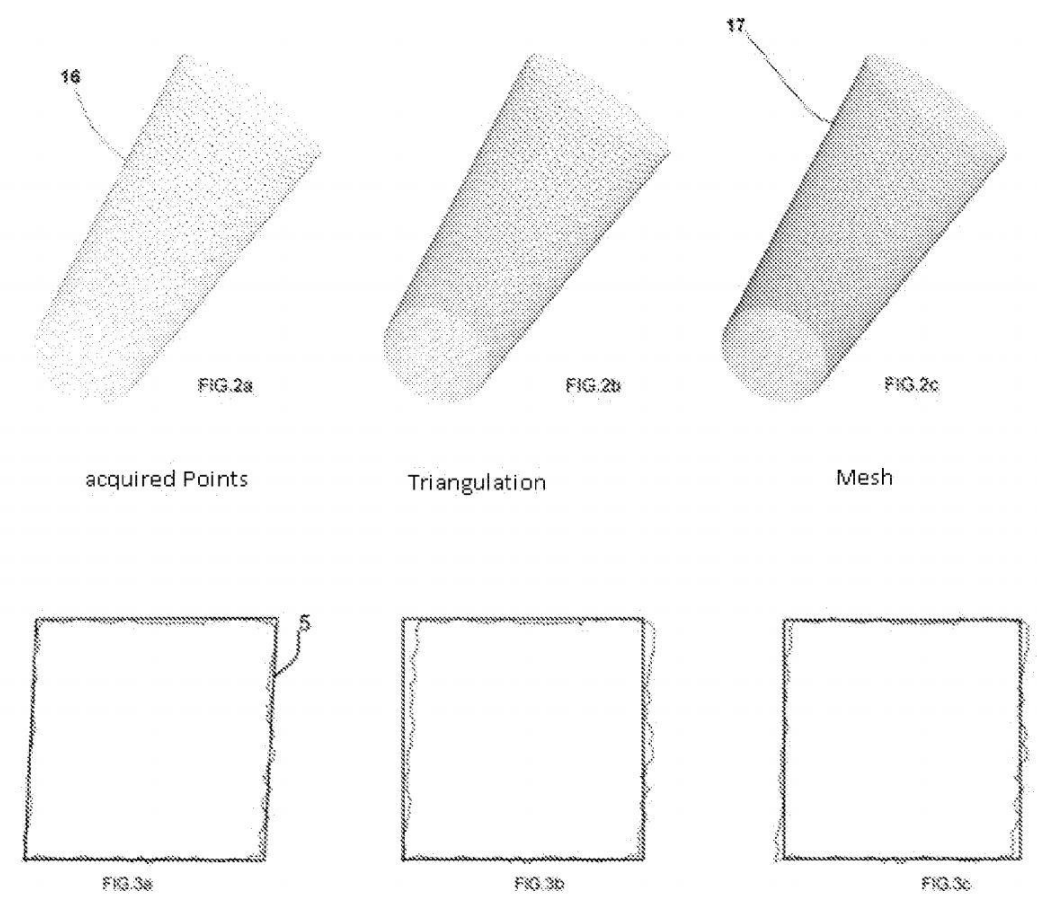 16
17
FIG.2a
FIG.2b
FIG.2c
acquired Points
Triangulation
Mesh
5
FIG.3a
FIG.3b
FIG.3c